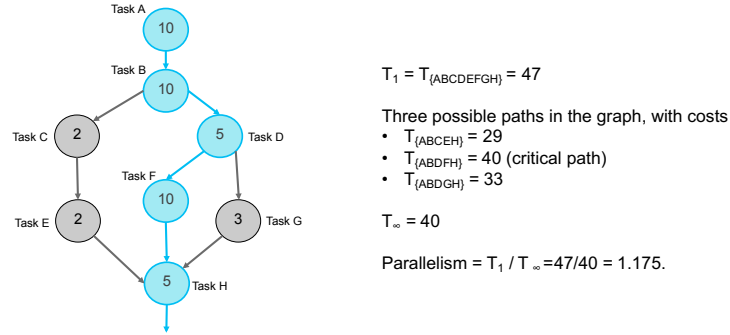 Task A
10
Task B
10
Task C
2
5
Task D
Task F
10
Task E
2
3
Task G
5
Task H
T₁ = T{ABCDEFGH} = 47
Three possible paths in the graph, with costs
• T{ABCEH} = 29
• T{ABDFH} = 40 (critical path)
• T{ABDGH} = 33
T∞ = 40
Parallelism = T₁ / T ∞ =47/40 = 1.175.